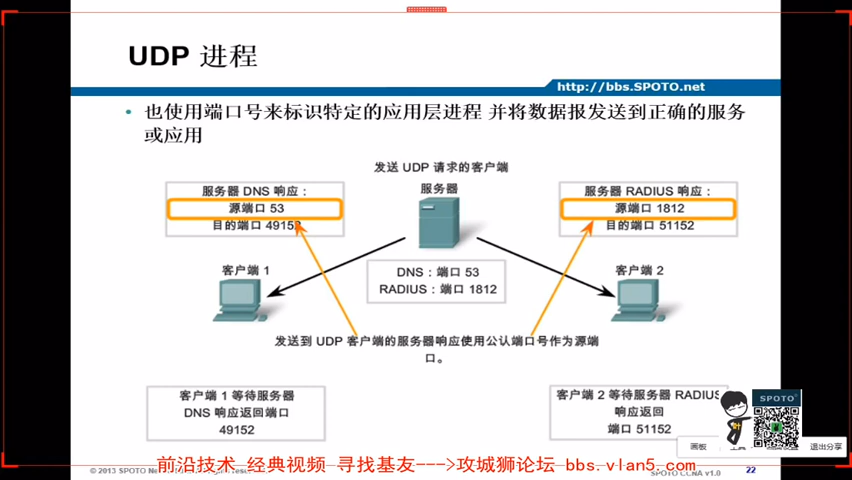 UDP 进程
http://bbs.SPOTO.net
• 也使用端口号来标识特定的应用层进程 并将数据报发送到正确的服务
或应用
发送 UDP 请求的客户端
服务器
服务器 DNS 响应：
源端口 53
目的端口 49152
服务器 RADIUS 响应：
源端口 1812
目的端口 51152
客户端 1
DNS：端口 53
RADIUS：端口 1812
客户端 2
发送到 UDP 客户端的服务器响应使用公认端口号作为源端
口。
客户端 1 等待服务器
DNS 响应返回端口
49152
客户端 2 等待服务器 RADIUS
响应返回
端口 51152
SPOTO
画板
退出分享
前沿技术 经典视频 寻找基友--->攻城狮论坛 bbs.vlan5.com
© 2013 SPOTO
SPOTO CCNA v1.0
22